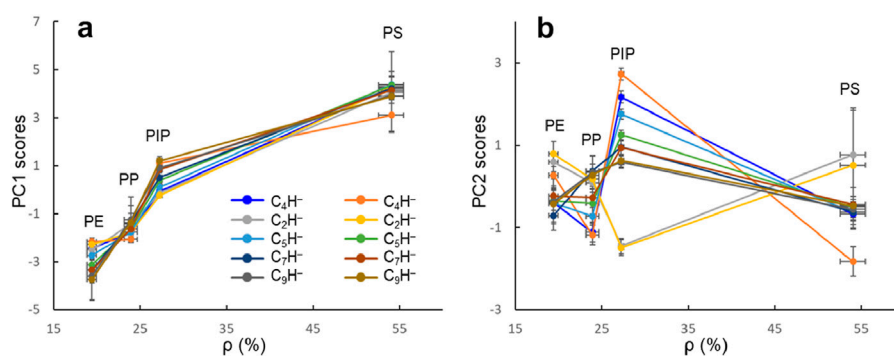 a
PC1 scores
7
5
3
1
-1
-3
-5
15
25
35
45
55
ρ (%)
PE
PP
PIP
PS
C₄H⁻
C₄H⁻
C₂H⁻
C₂H⁻
C₅H⁻
C₅H⁻
C₇H⁻
C₇H⁻
C₉H⁻
C₉H⁻
b
PC2 scores
3
1
-1
-3
15
25
35
45
55
ρ (%)
PE
PP
PIP
PS